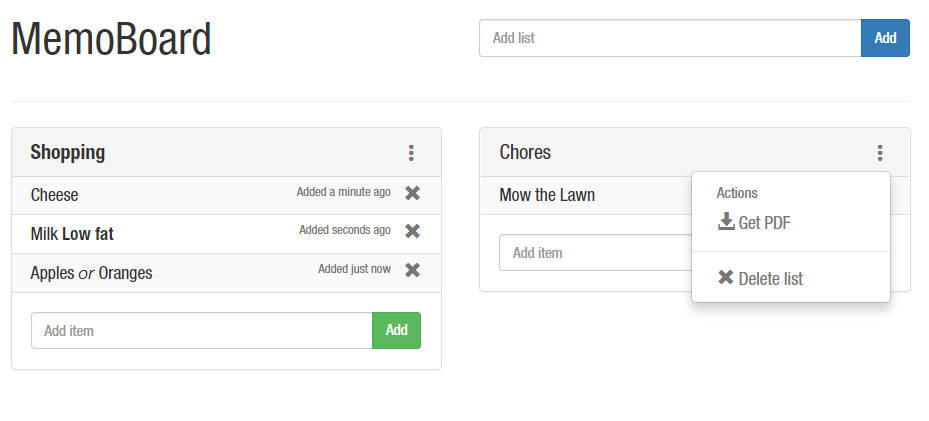 MemoBoard
Add list
Add
Shopping
Cheese
Added a minute ago
Milk Low fat
Added seconds ago
Apples or Oranges
Added just now
Add item
Add
Chores
Mow the Lawn
Add item
Actions
Get PDF
Delete list